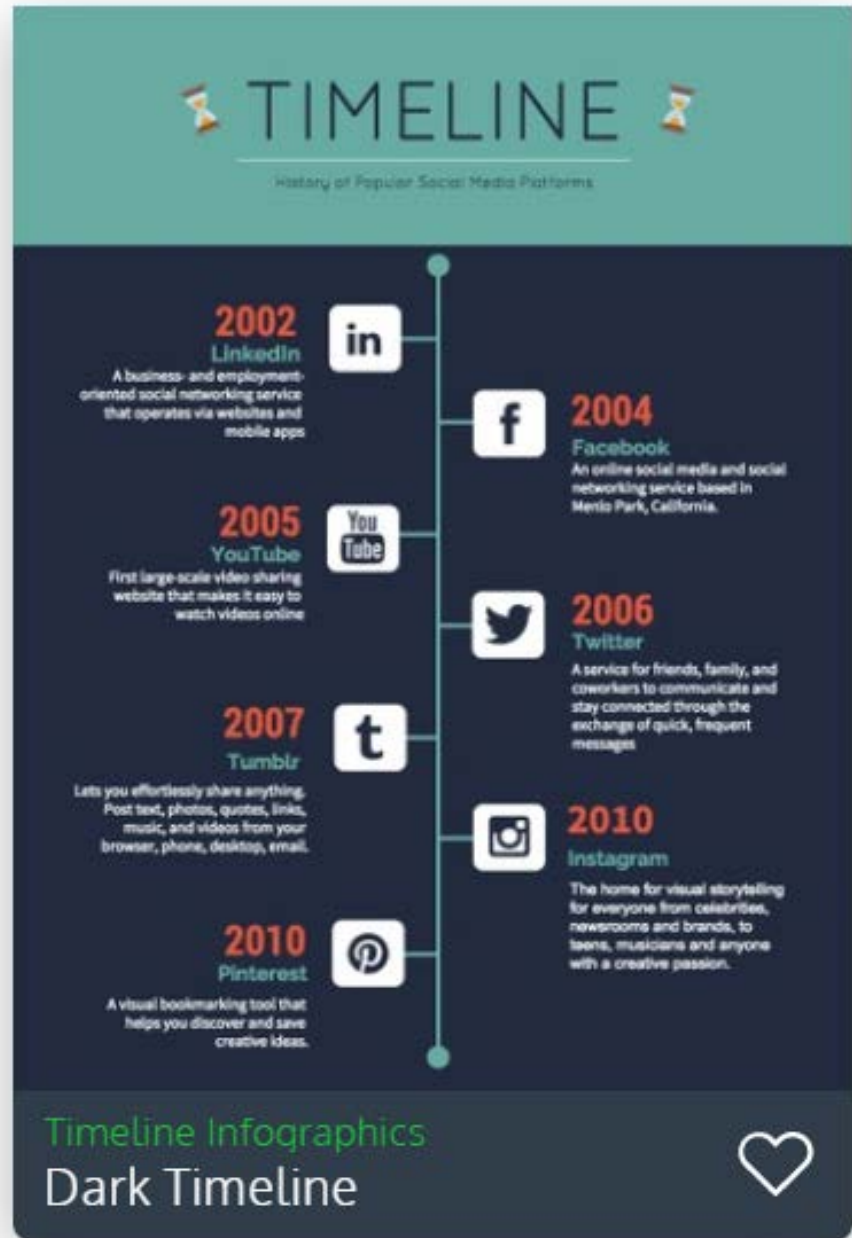 TIMELINE
History of Popular Social Media Platforms
2002
LinkedIn
A business- and employment-
oriented social networking service
that operates via websites and
mobile apps
in
f
2004
Facebook
An online social media and social
networking service based in
Menlo Park, California.
2005
YouTube
First large-scale video sharing
website that makes it easy to
watch videos online
You
Tube
2006
Twitter
A service for friends, family, and
coworkers to communicate and
stay connected through the
exchange of quick, frequent
messages
2007
Tumblr
Lets you effortlessly share anything.
Post text, photos, quotes, links,
music, and videos from your
browser, phone, desktop, email.
t
2010
Instagram
The home for visual storytelling
for everyone from celebrities,
newsrooms and brands, to
teens, musicians and anyone
with a creative passion.
2010
Pinterest
A visual bookmarking tool that
helps you discover and save
creative ideas.
Timeline Infographics
Dark Timeline